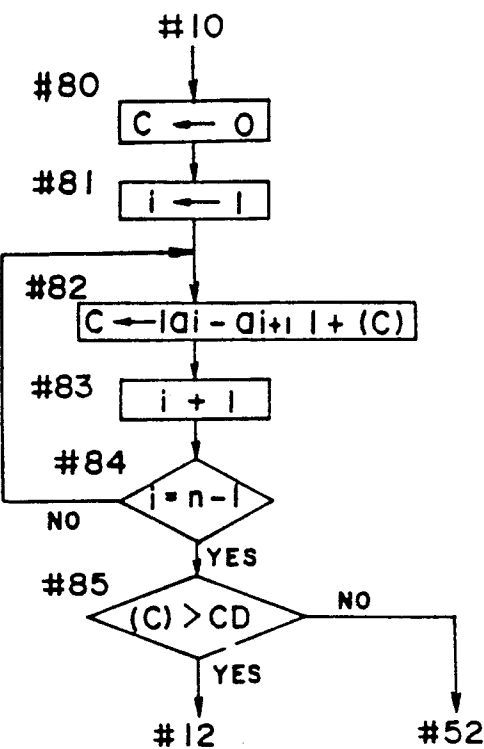 #10
#80
C ← 0
#81
i ← 1
#82
C ← |ai - ai+1| + (C)
#83
i + 1
#84
i = n - 1
NO
YES
#85
(C) > CD
NO
YES
#12
#52